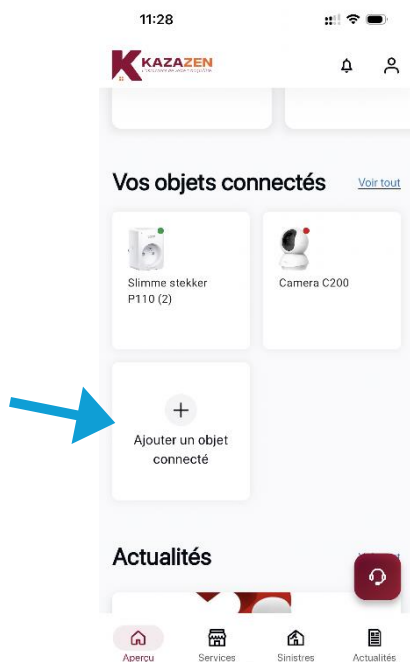 11:28
KAZAZEN
Vos objets connectés
Voir tout
Slimme stekker
P110 (2)
Camera C200
Ajouter un objet
connecté
Actualités
Aperçu
Services
Sinistres
Actualités